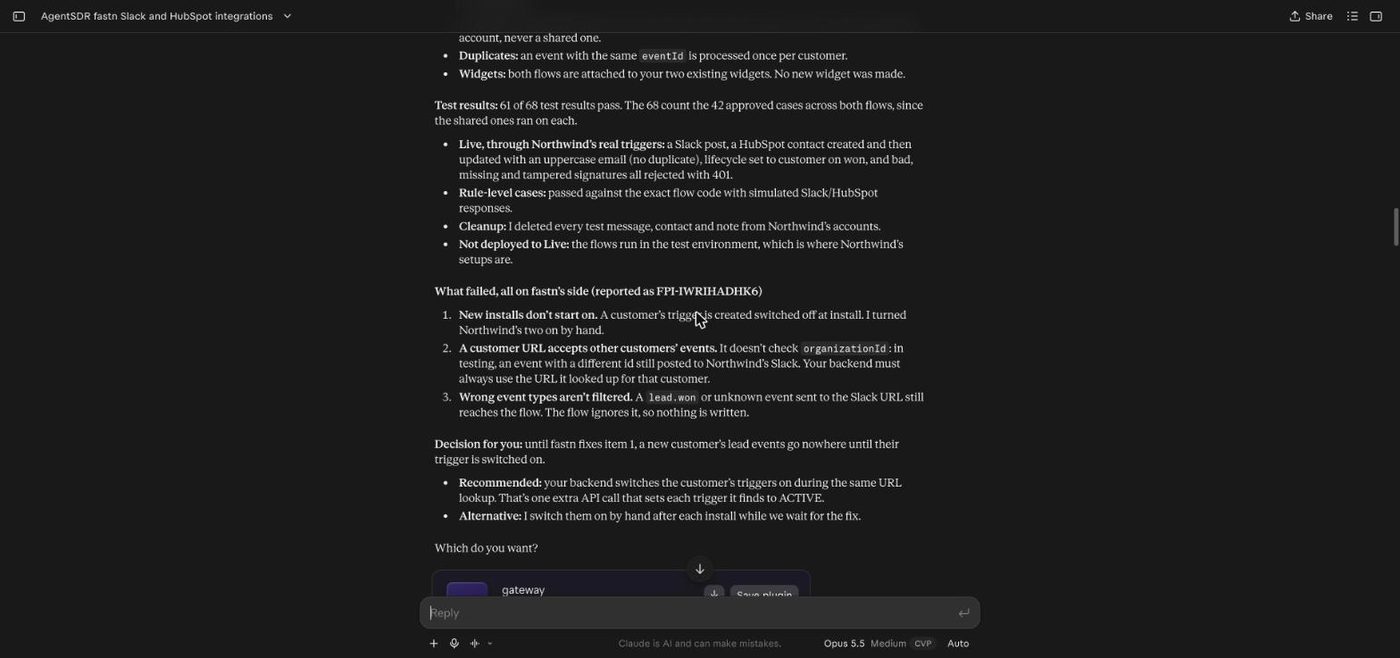 AgentSDR fastn Slack and HubSpot integrations
Share
account, never a shared one.
• Duplicates: an event with the same eventId is processed once per customer.
• Widgets: both flows are attached to your two existing widgets. No new widget was made.
Test results: 61 of 68 test results pass. The 68 count the 42 approved cases across both flows, since
the shared ones ran on each.
• Live, through Northwind's real triggers: a Slack post, a HubSpot contact created and then
updated with an uppercase email (no duplicate), lifecycle set to customer on won, and bad,
missing and tampered signatures all rejected with 401.
• Rule-level cases: passed against the exact flow code with simulated Slack/HubSpot
responses.
• Cleanup: I deleted every test message, contact and note from Northwind's accounts.
• Not deployed to Live: the flows run in the test environment, which is where Northwind's
setups are.
What failed, all on fastn's side (reported as FPI-IWRIHADHK6)
1. New installs don't start on. A customer's trigger is created switched off at install. I turned
Northwind's two on by hand.
2. A customer URL accepts other customers' events. It doesn't check organizationId: in
testing, an event with a different id still posted to Northwind's Slack. Your backend must
always use the URL it looked up for that customer.
3. Wrong event types aren't filtered. A lead.won or unknown event sent to the Slack URL still
reaches the flow. The flow ignores it, so nothing is written.
Decision for you: until fastn fixes item 1, a new customer's lead events go nowhere until their
trigger is switched on.
• Recommended: your backend switches the customer's triggers on during the same URL
lookup. That's one extra API call that sets each trigger it finds to ACTIVE.
• Alternative: I switch them on by hand after each install while we wait for the fix.
Which do you want?
gateway
Save plugin
Reply
Claude is AI and can make mistakes.
Opus 5.5 Medium CVP Auto